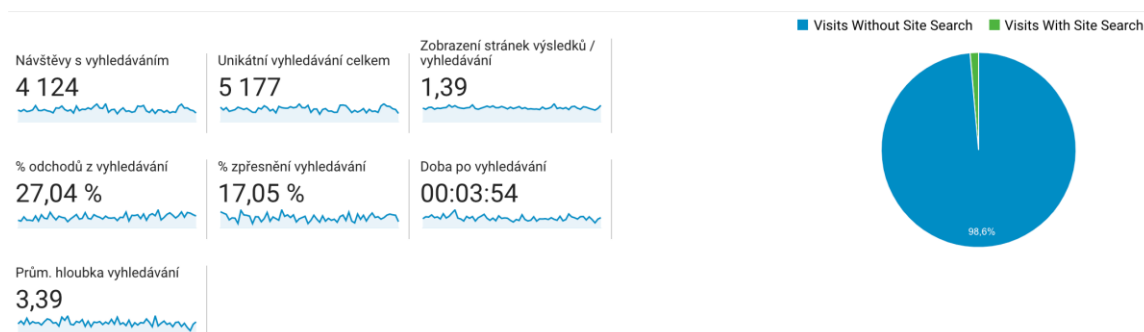 Visits Without Site Search
Visits With Site Search
Návštěvy s vyhledáváním
4 124
Unikátní vyhledávání celkem
5 177
Zobrazení stránek výsledků /
vyhledávání
1,39
% odchodů z vyhledávání
27,04 %
% zpřesnění vyhledávání
17,05 %
Doba po vyhledávání
00:03:54
Prům. hloubka vyhledávání
3,39
98,6%